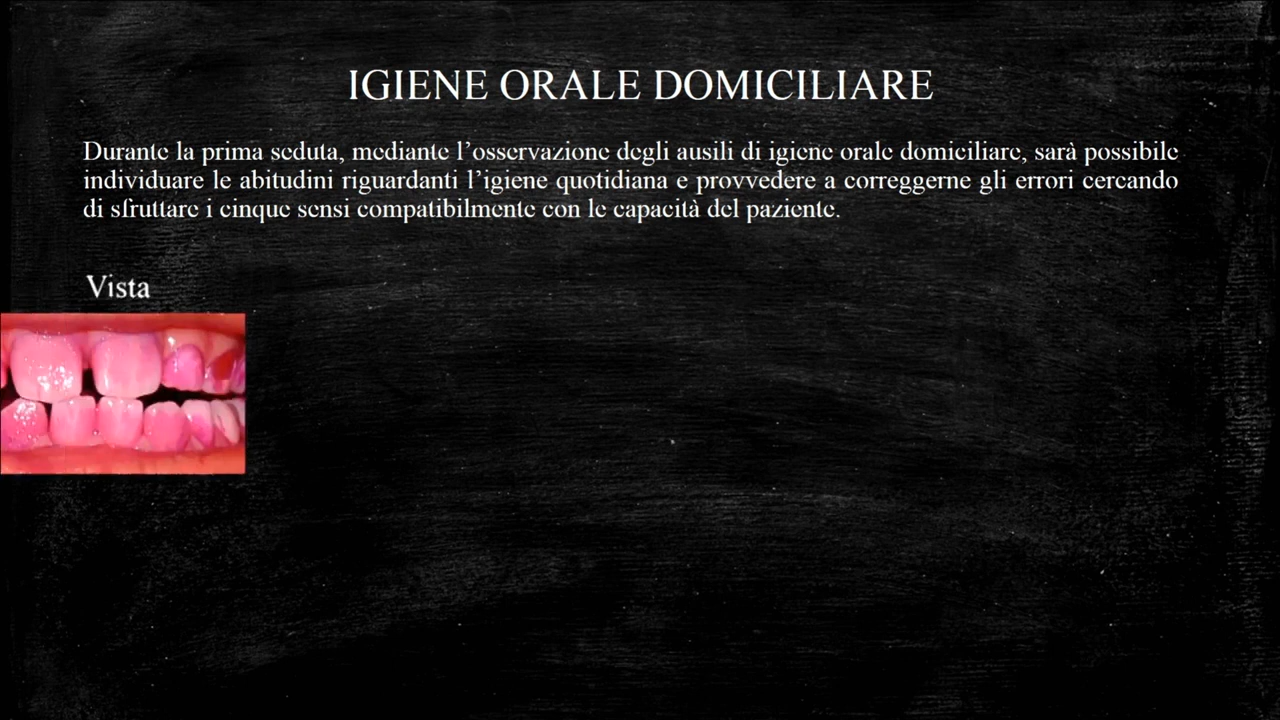 IGIENE ORALE DOMICILIARE
Durante la prima seduta, mediante l’osservazione degli ausili di igiene orale domiciliare, sarà possibile
individuare le abitudini riguardanti l’igiene quotidiana e provvedere a correggerne gli errori cercando
di sfruttare i cinque sensi compatibilmente con le capacità del paziente.
Vista